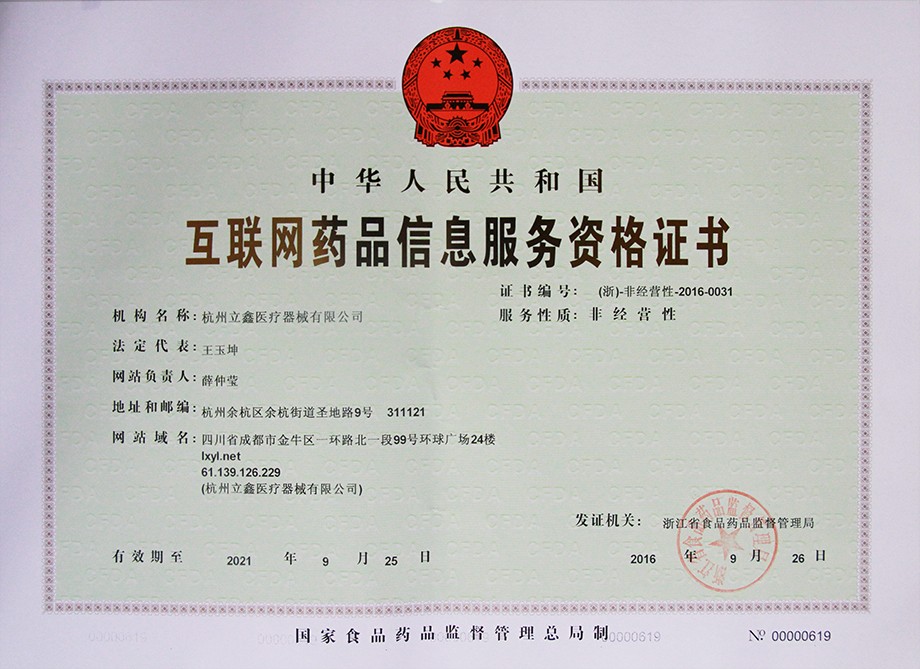 中华人民共和国
互联网药品信息服务资格证书
证书编号： (浙)-非经营性-2016-0031
服务性质：非经营性
机构名称：杭州立鑫医疗器械有限公司
法定代表：王玉坤
网站负责人：薛仲莹
地址和邮编：杭州余杭区余杭街道圣地路9号 311121
网站域名：四川省成都市金牛区一环路北一段99号环球广场24楼
lxyl.net
61.139.126.229
(杭州立鑫医疗器械有限公司)
发证机关： 浙江省食品药品监督管理局
有效期至 2021 年 9 月 25 日
2016 年 9 月 26 日
国家食品药品监督管理总局制
№ 00000619